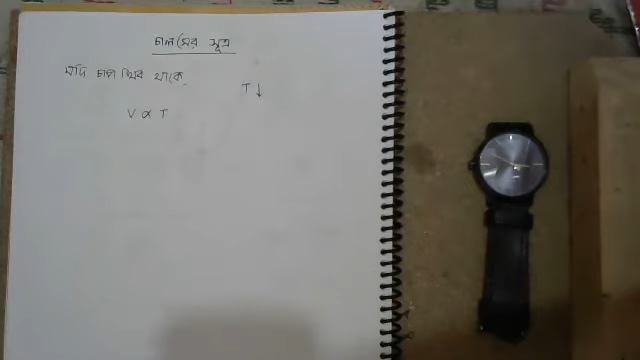 চালসের সূত্র
যদি চাপ স্থির থাকে
T↓
V ∝ T